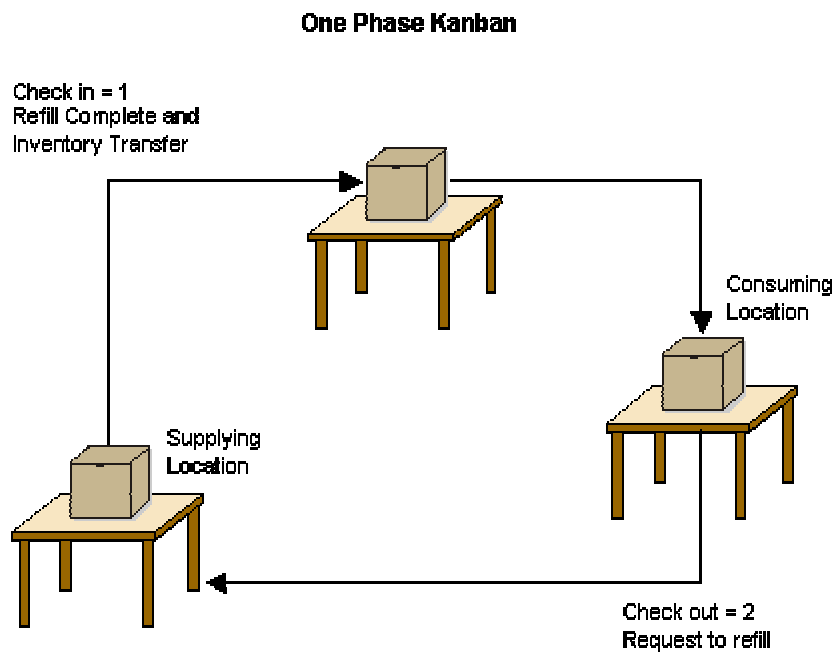 One Phase Kanban
Check in = 1
Refill Complete and
Inventory Transfer
Consuming
Location
Supplying
Location
Check out = 2
Request to refill